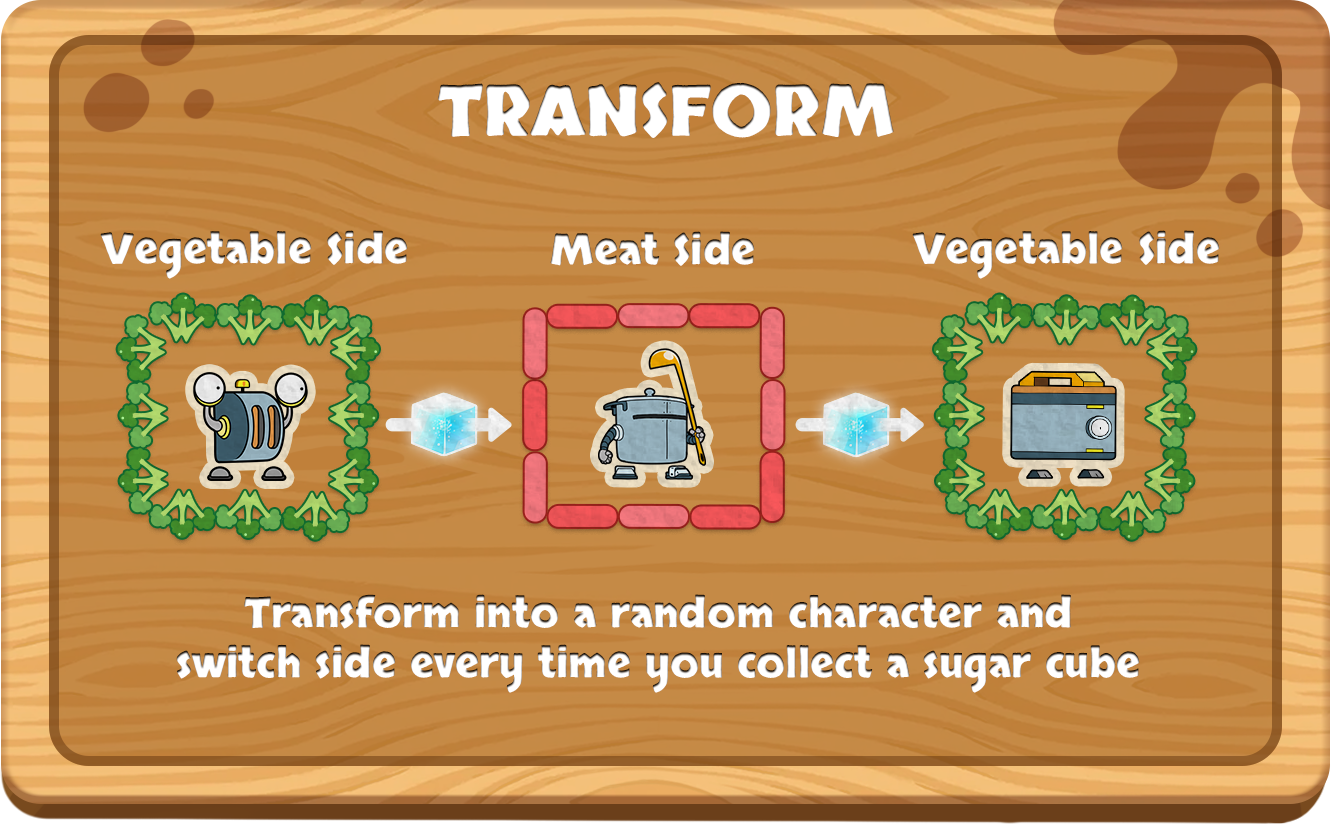 TRANSFORM
Vegetable Side
Meat Side
Vegetable Side
Transform into a random character and
switch side every time you collect a sugar cube